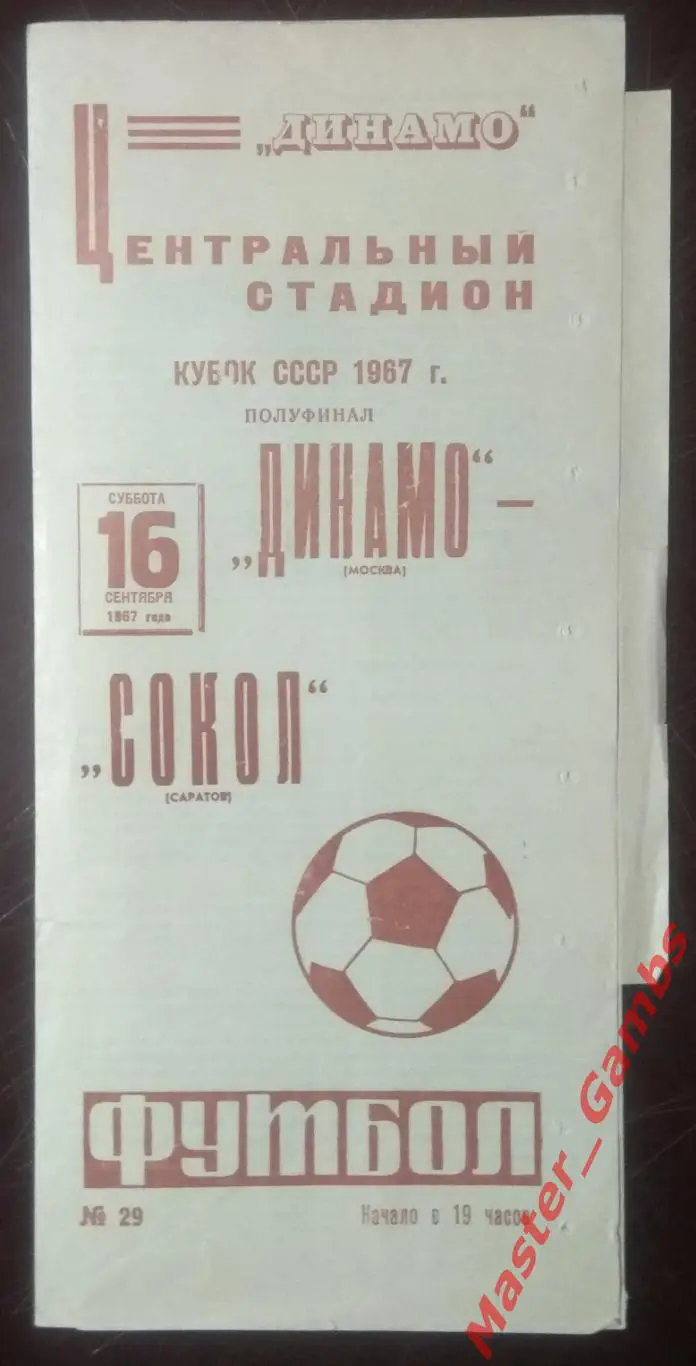 „ДИНАМО“
ЦЕНТРАЛЬНЫЙ
СТАДИОН
КУБОК СССР 1967 г.
ПОЛУФИНАЛ
СУББОТА
16
СЕНТЯБРЯ
1967 года
„ДИНАМО“ —
(МОСКВА)
„СОКОЛ“
(САРАТОВ)
ФУТБОЛ
№ 29
Начало в 19 часов
Master_Gambs